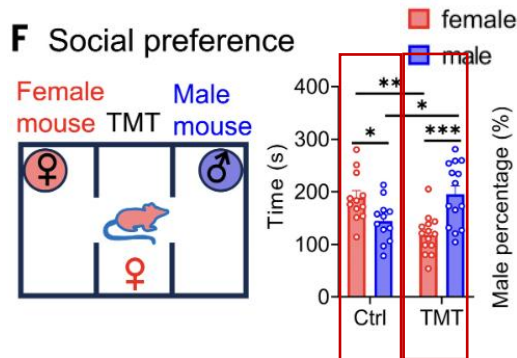 F Social preference
Female mouse
TMT
Male mouse
♀
♂
♀
female
male
Time (s)
400
300
200
100
0
**
*
*
***
Ctrl
TMT
Male percentage (%)